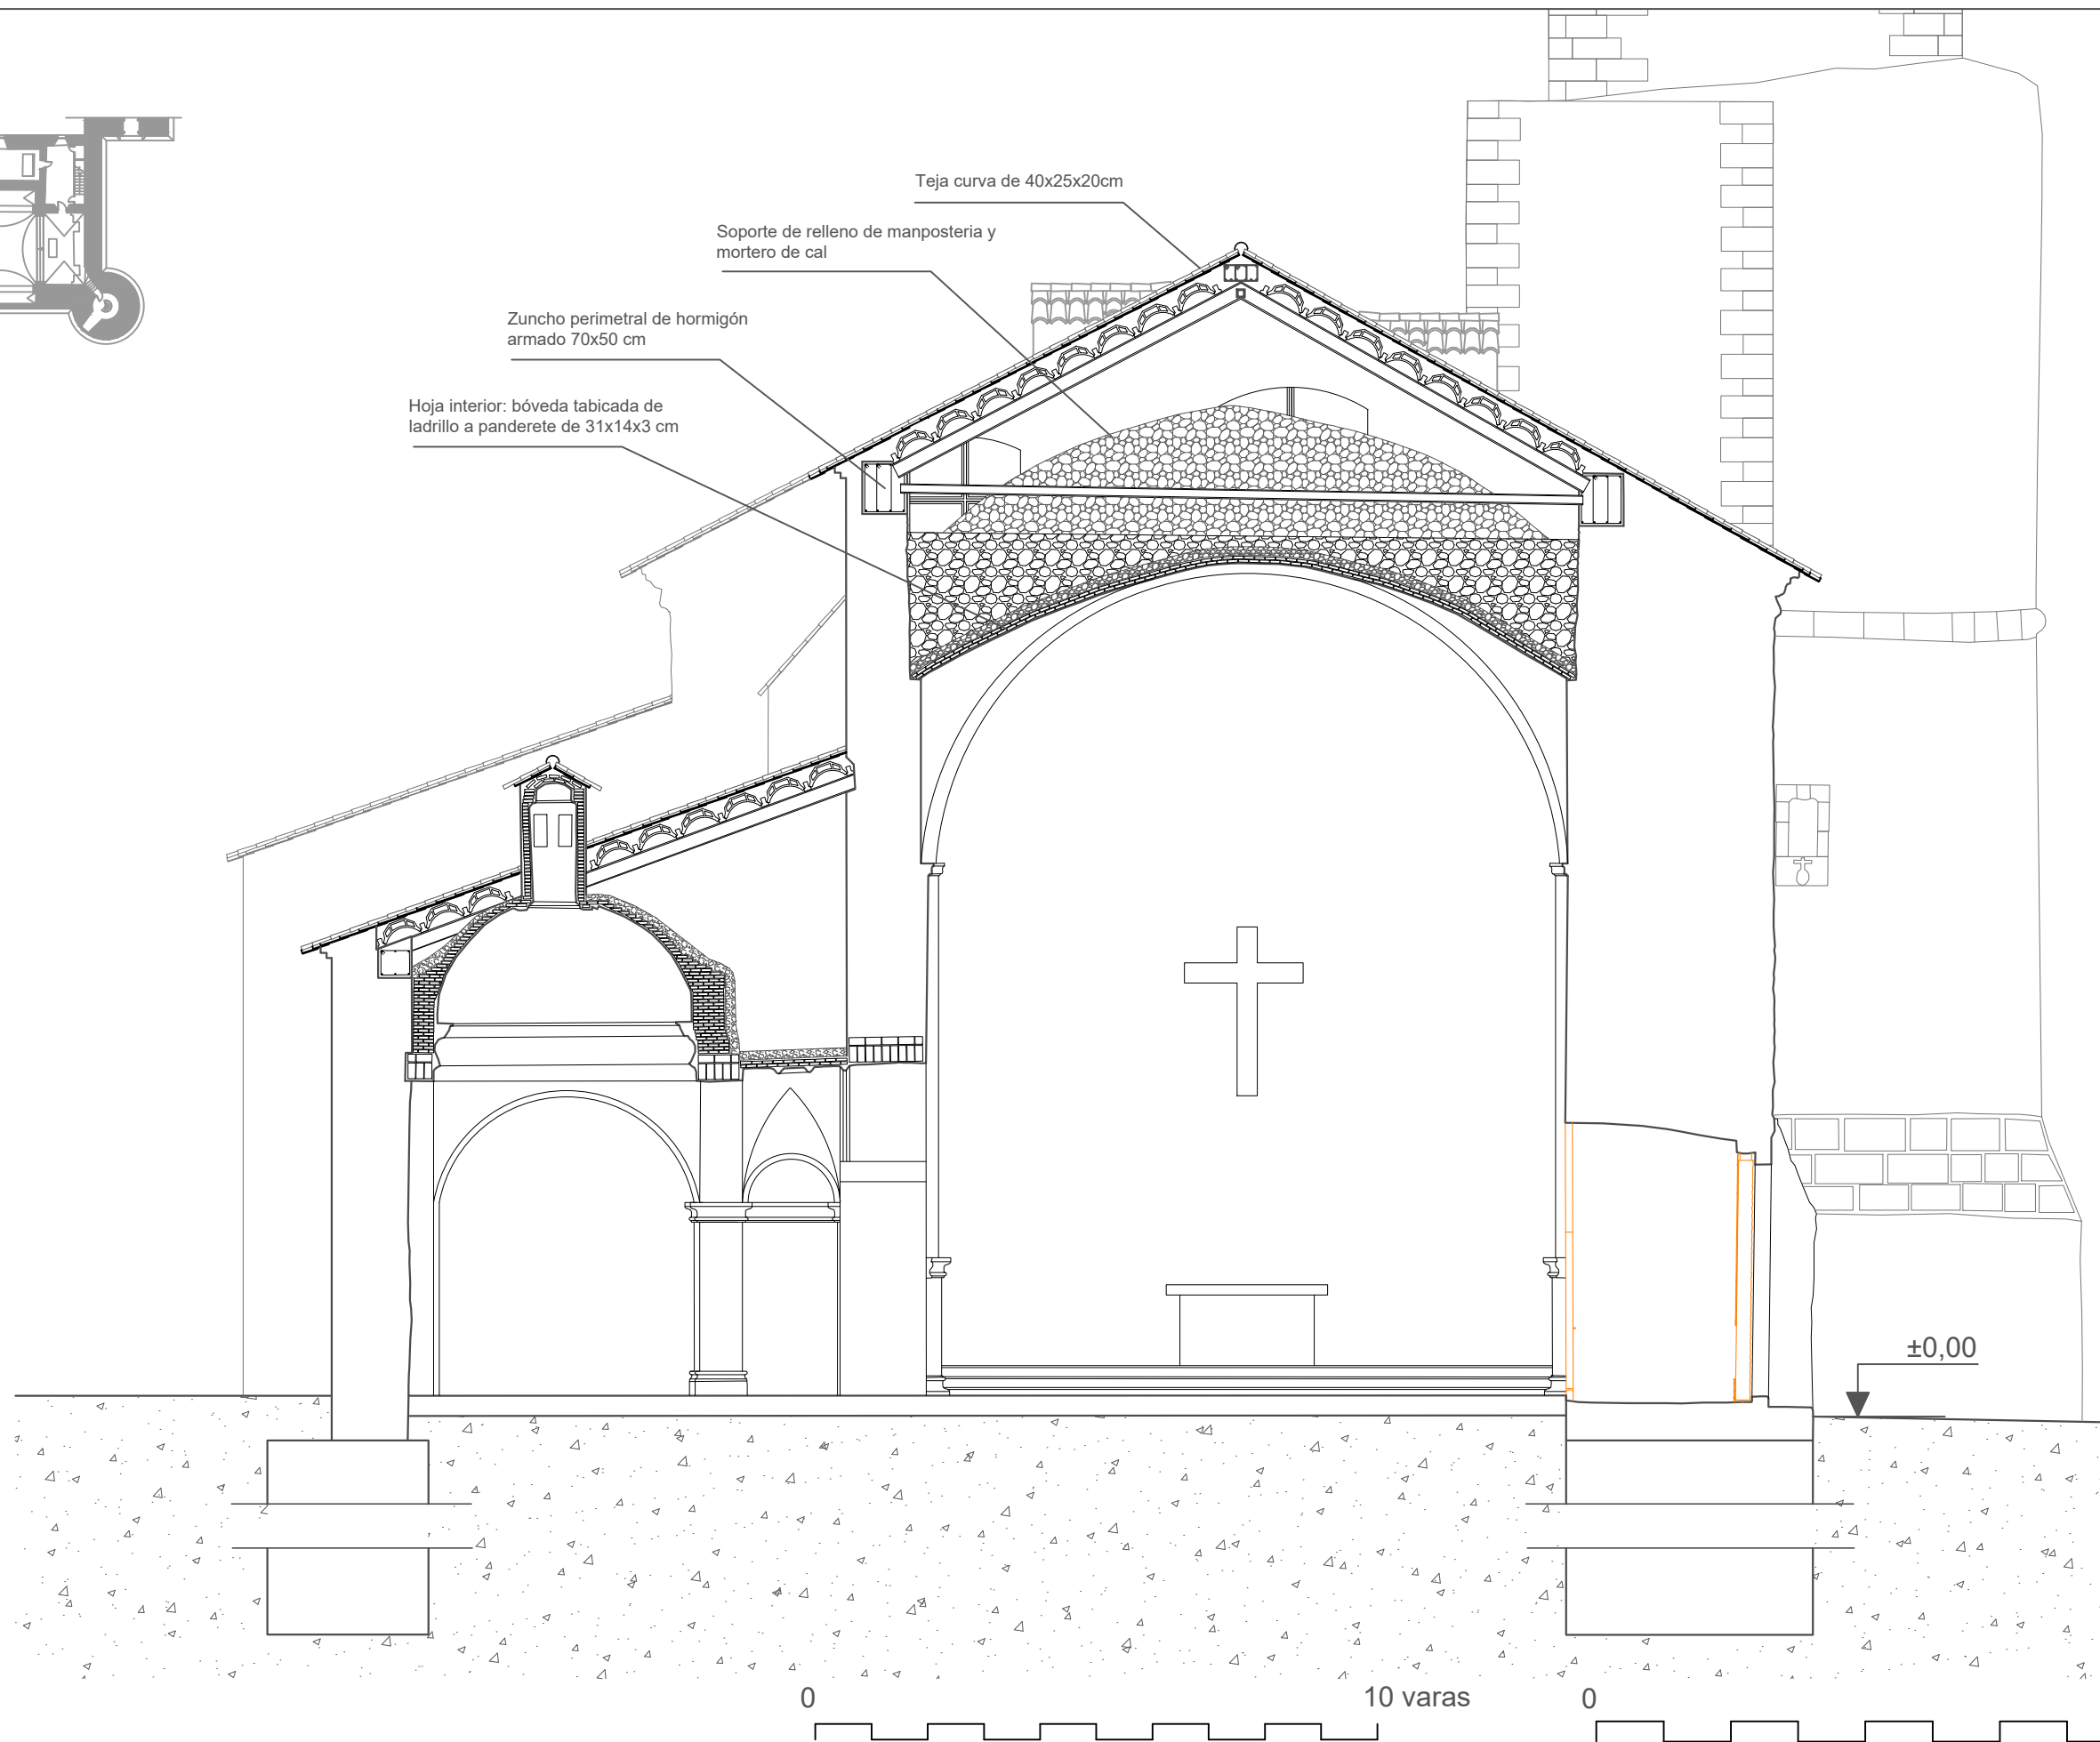 Teja curva de 40x25x20cm
Soporte de relleno de manposteria y
mortero de cal
Zuncho perimetral de hormigón
armado 70x50 cm
Hoja interior: bóveda tabicada de
ladrillo a panderete de 31x14x3 cm
±0,00
0
10 varas
0